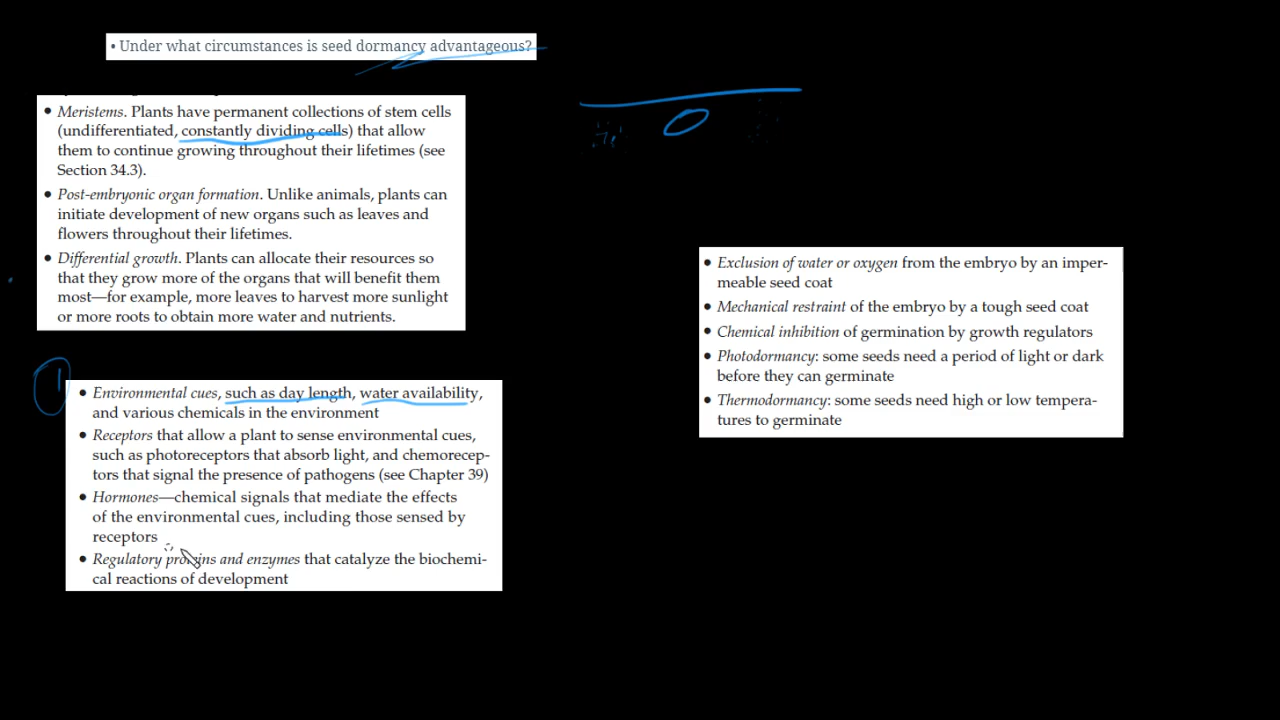 • Under what circumstances is seed dormancy advantageous?
• Meristems. Plants have permanent collections of stem cells
(undifferentiated, constantly dividing cells) that allow
them to continue growing throughout their lifetimes (see
Section 34.3).
• Post-embryonic organ formation. Unlike animals, plants can
initiate development of new organs such as leaves and
flowers throughout their lifetimes.
• Differential growth. Plants can allocate their resources so
that they grow more of the organs that will benefit them
most—for example, more leaves to harvest more sunlight
or more roots to obtain more water and nutrients.
1
• Environmental cues, such as day length, water availability,
and various chemicals in the environment
• Receptors that allow a plant to sense environmental cues,
such as photoreceptors that absorb light, and chemorecep-
tors that signal the presence of pathogens (see Chapter 39)
• Hormones—chemical signals that mediate the effects
of the environmental cues, including those sensed by
receptors
• Regulatory proteins and enzymes that catalyze the biochemi-
cal reactions of development
• Exclusion of water or oxygen from the embryo by an imper-
meable seed coat
• Mechanical restraint of the embryo by a tough seed coat
• Chemical inhibition of germination by growth regulators
• Photodormancy: some seeds need a period of light or dark
before they can germinate
• Thermodormancy: some seeds need high or low tempera-
tures to germinate